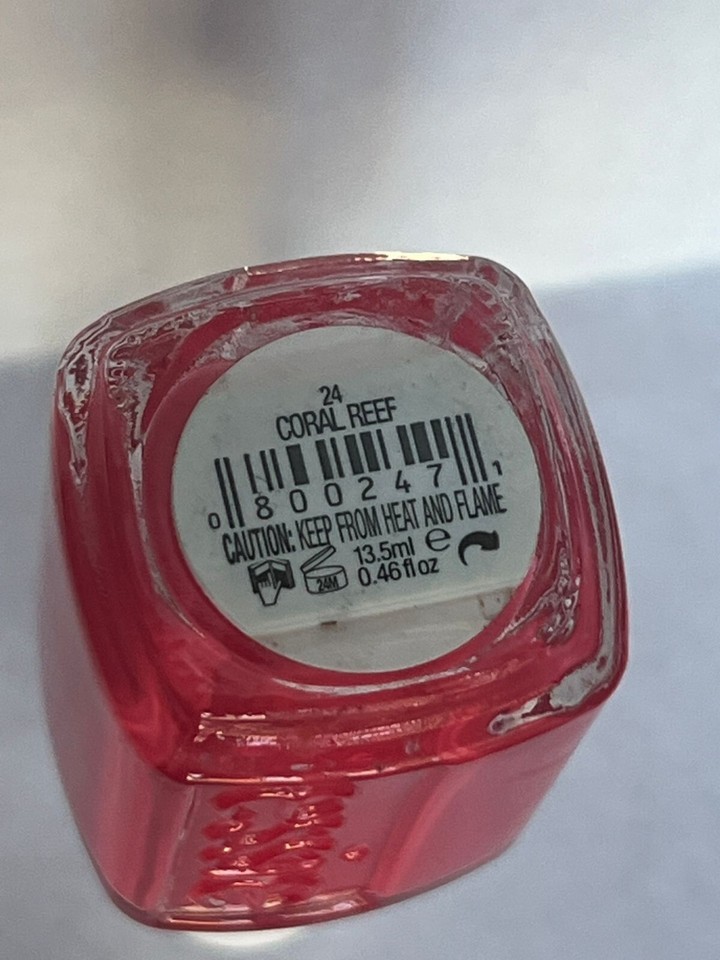 24
CORAL REEF
0 800247 1
CAUTION: KEEP FROM HEAT AND FLAME
24M
13.5ml e
0.46 fl oz